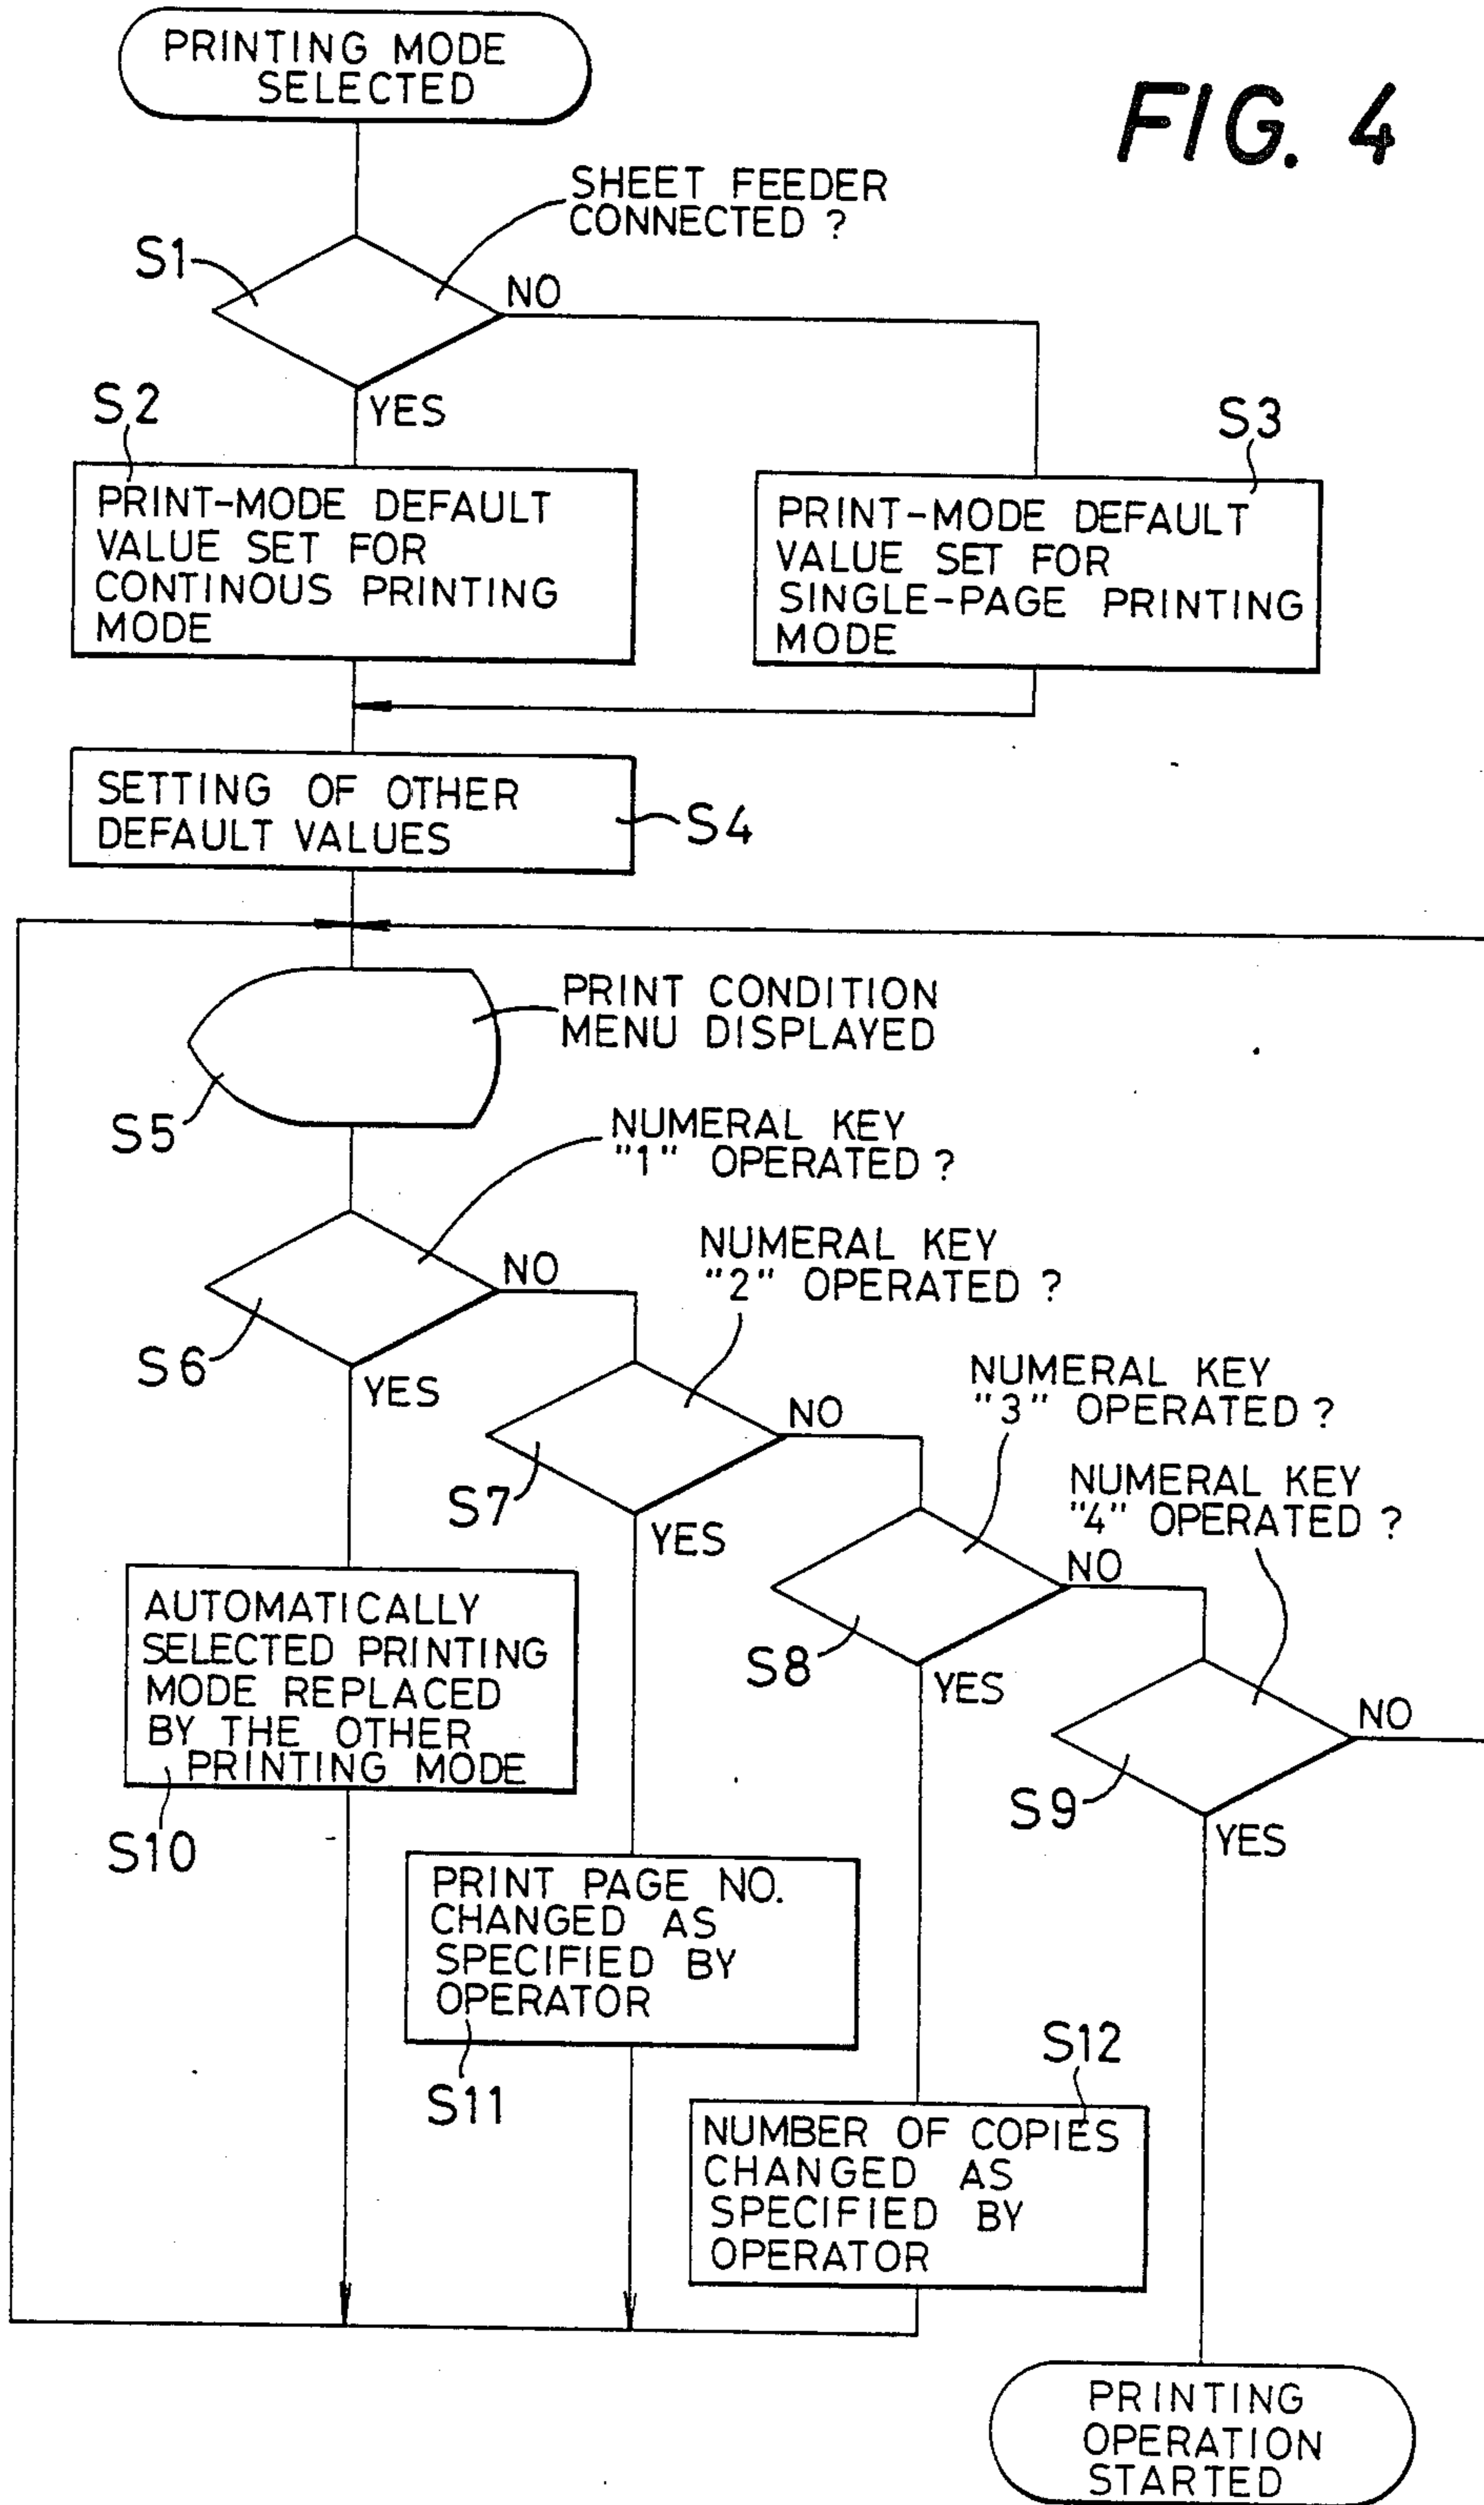 PRINTING MODE
SELECTED
FIG. 4
SHEET FEEDER
CONNECTED ?
S1
NO
YES
S2
S3
PRINT-MODE DEFAULT
VALUE SET FOR
CONTINOUS PRINTING
MODE
PRINT-MODE DEFAULT
VALUE SET FOR
SINGLE-PAGE PRINTING
MODE
SETTING OF OTHER
DEFAULT VALUES
S4
PRINT CONDITION
MENU DISPLAYED
S5
NUMERAL KEY
"1" OPERATED ?
NO
S6
YES
NUMERAL KEY
"2" OPERATED ?
NO
S7
YES
NUMERAL KEY
"3" OPERATED ?
NO
S8
YES
NUMERAL KEY
"4" OPERATED ?
NO
S9
YES
AUTOMATICALLY
SELECTED PRINTING
MODE REPLACED
BY THE OTHER
PRINTING MODE
S10
PRINT PAGE NO.
CHANGED AS
SPECIFIED BY
OPERATOR
S11
S12
NUMBER OF COPIES
CHANGED AS
SPECIFIED BY
OPERATOR
PRINTING
OPERATION
STARTED